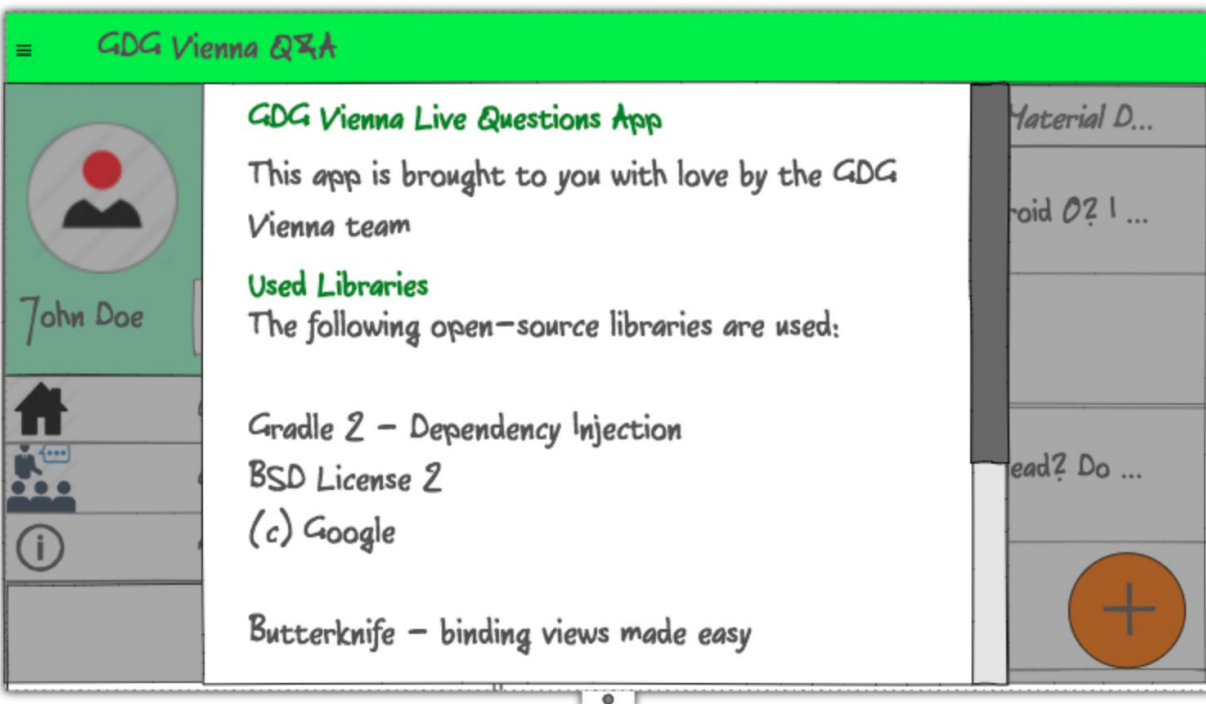 GDG Vienna Q&A
John Doe
GDG Vienna Live Questions App
This app is brought to you with love by the GDG
Vienna team
Used Libraries
The following open-source libraries are used:
Gradle 2 - Dependency Injection
BSD License 2
(c) Google
Butterknife - binding views made easy
Material D...
roid O? I ...
ead? Do ...